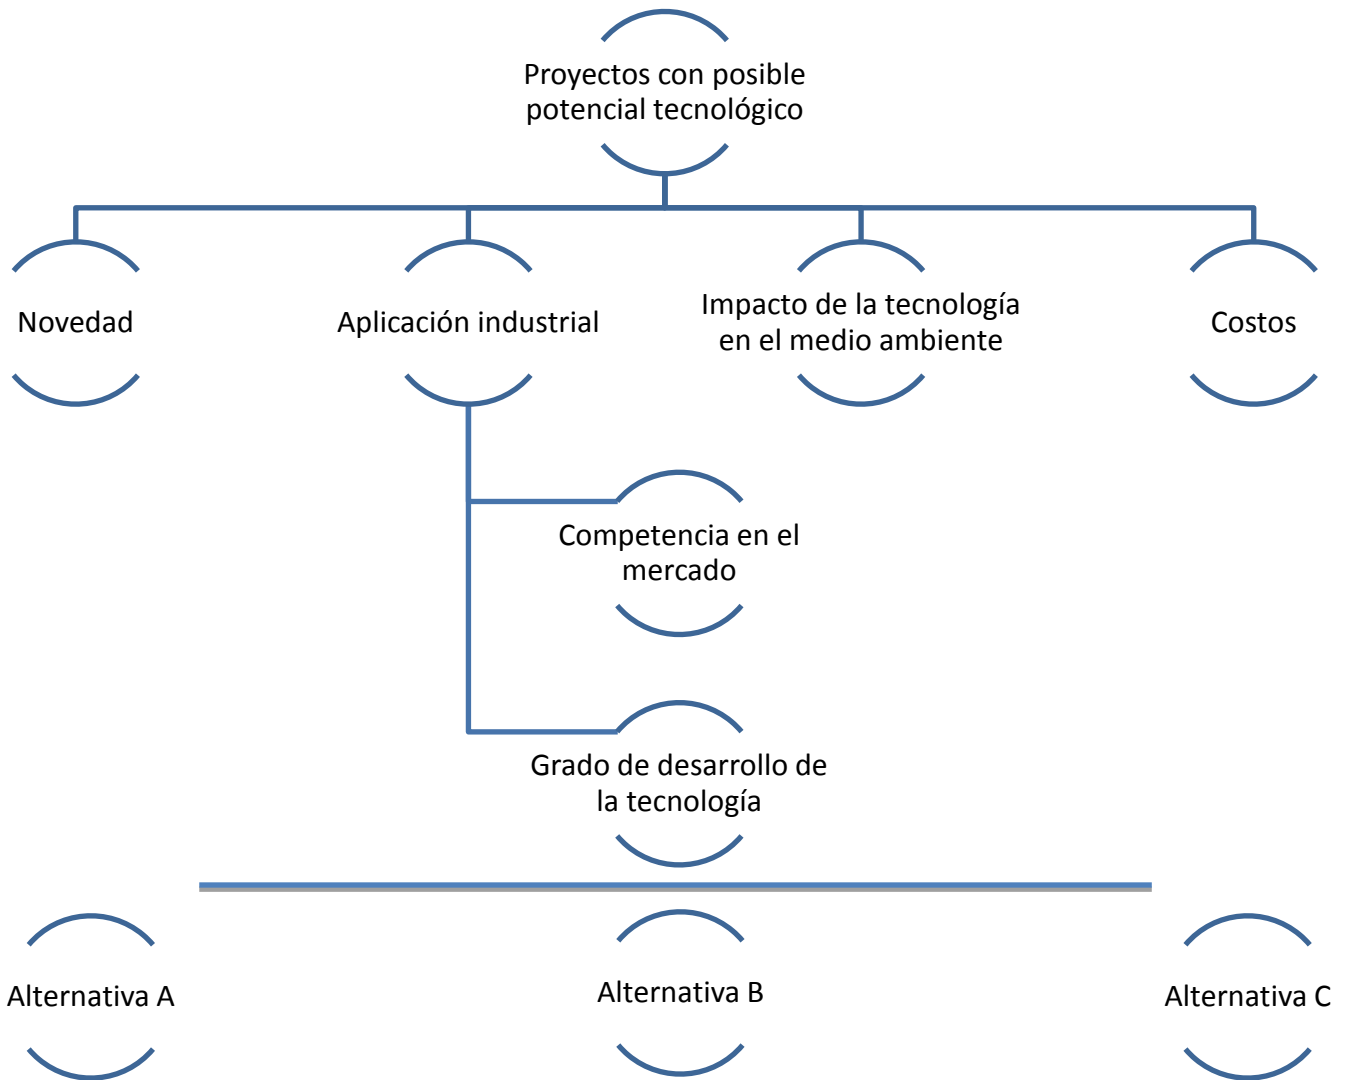 Proyectos con posible
potencial tecnológico
Novedad
Aplicación industrial
Impacto de la tecnología
en el medio ambiente
Costos
Competencia en el
mercado
Grado de desarrollo de
la tecnología
Alternativa A
Alternativa B
Alternativa C